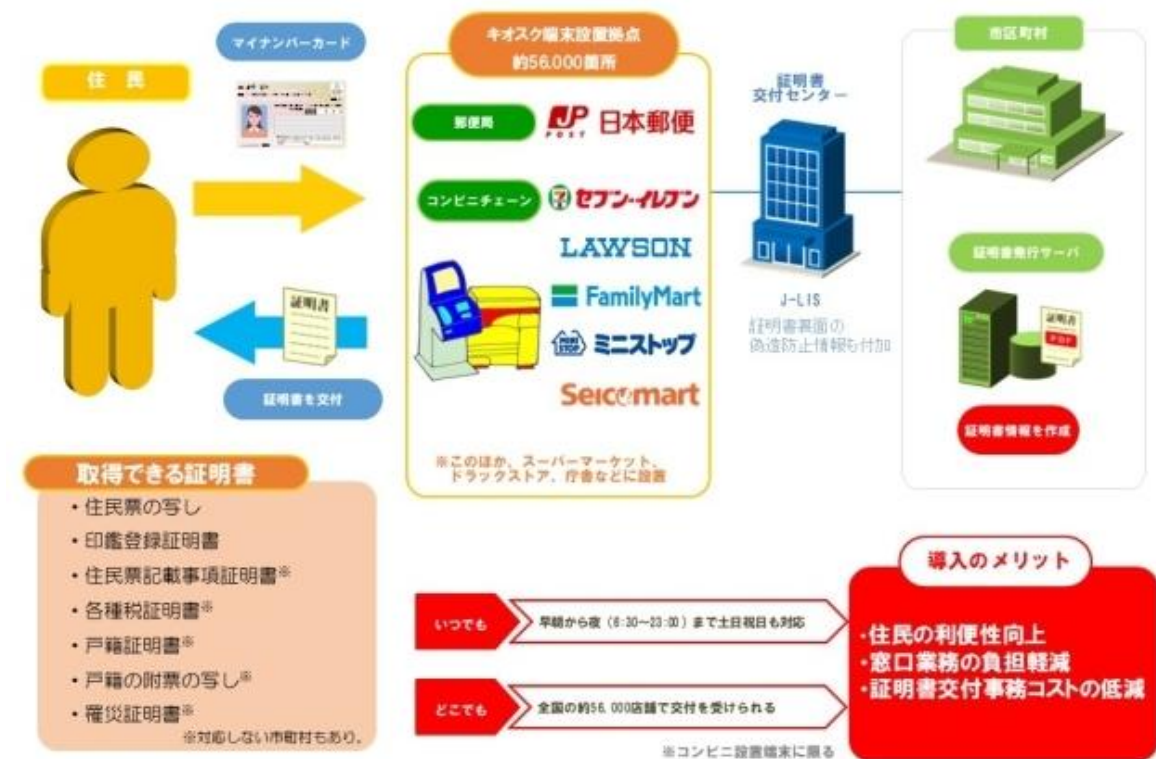 マイナンバーカード
住民
キオスク端末設置拠点
約56.000箇所
市区町村
証明書
交付センター
郵便局
JP
POST
日本郵便
コンビニチェーン
7
セブン-イレブン
LAWSON
FamilyMart
ミニストップ
Seicomart
証明書発行サーバ
J-LIS
証明書裏面の
偽造防止情報も付加
証明書
証明書
PDF
証明書を交付
証明書情報を作成
※このほか、スーパーマーケット、
ドラックストア、庁舎などに設置
取得できる証明書
・住民票の写し
・印鑑登録証明書
・住民票記載事項証明書※
・各種税証明書※
・戸籍証明書※
・戸籍の附票の写し※
・罹災証明書※
※対応しない市町村もあり。
いつでも
早朝から夜(6:30~23:00)まで土日祝日も対応
どこでも
全国の約56.000店舗で交付を受けられる
※コンビニ設置端末に限る
導入のメリット
・住民の利便性向上
・窓口業務の負担軽減
・証明書交付事務コストの低減